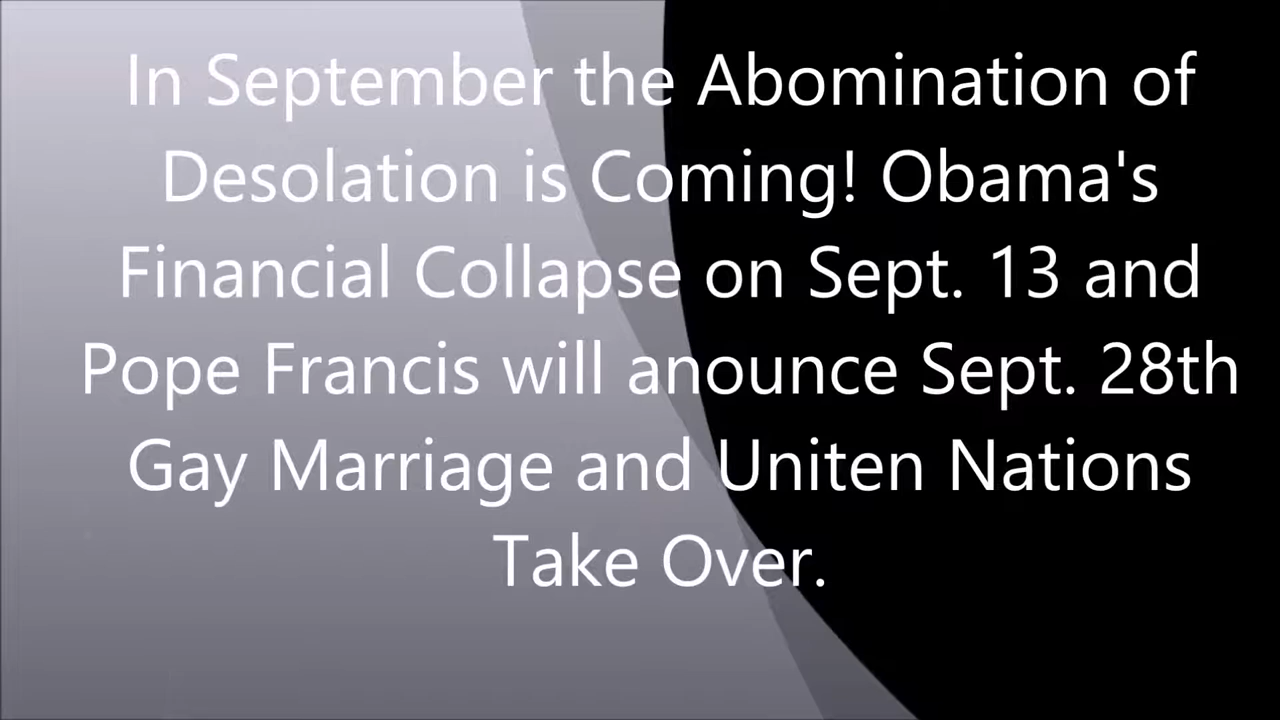 In September the Abomination of
Desolation is Coming! Obama's
Financial Collapse on Sept. 13 and
Pope Francis will anounce Sept. 28th
Gay Marriage and Uniten Nations
Take Over.